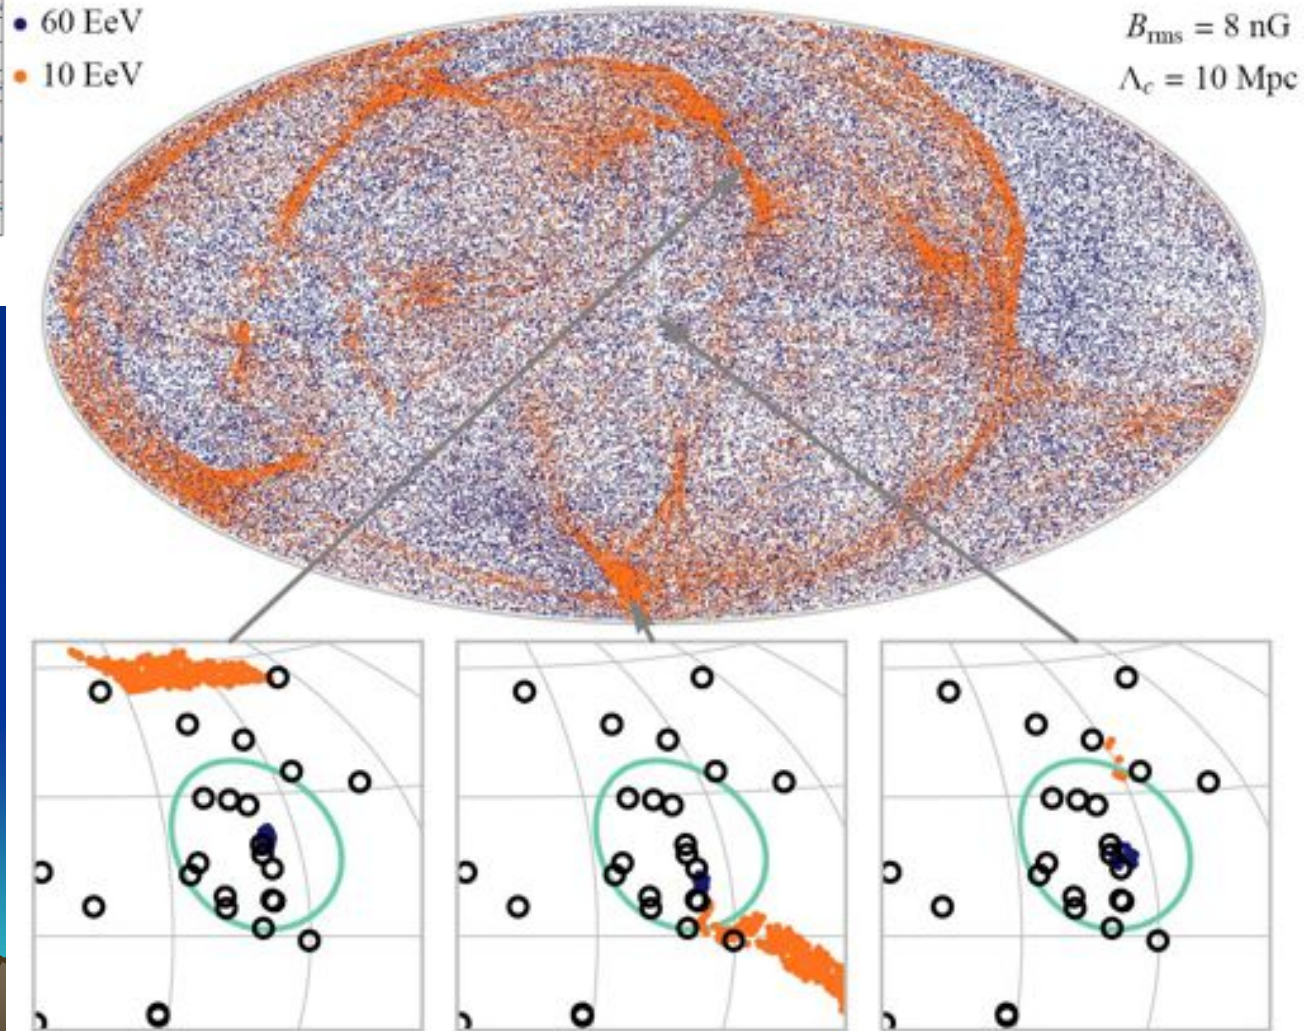 60 EeV
10 EeV
B_rms = 8 nG
Λ_c = 10 Mpc